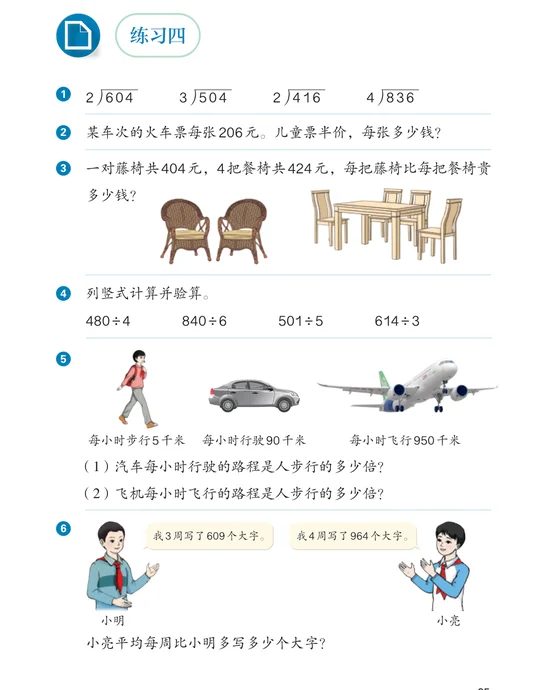 练习四
1 2)604 3)504 2)416 4)836
2 某车次的火车票每张206元。儿童票半价，每张多少钱？
3 一对藤椅共404元，4把餐椅共424元，每把藤椅比每把餐椅贵
多少钱？
4 列竖式计算并验算。
480÷4 840÷6 501÷5 614÷3
5
每小时步行5千米 每小时行驶90千米 每小时飞行950千米
（1）汽车每小时行驶的路程是人步行的多少倍？
（2）飞机每小时飞行的路程是人步行的多少倍？
6 我3周写了609个大字。 我4周写了964个大字。
小明 小亮
小亮平均每周比小明多写多少个大字？